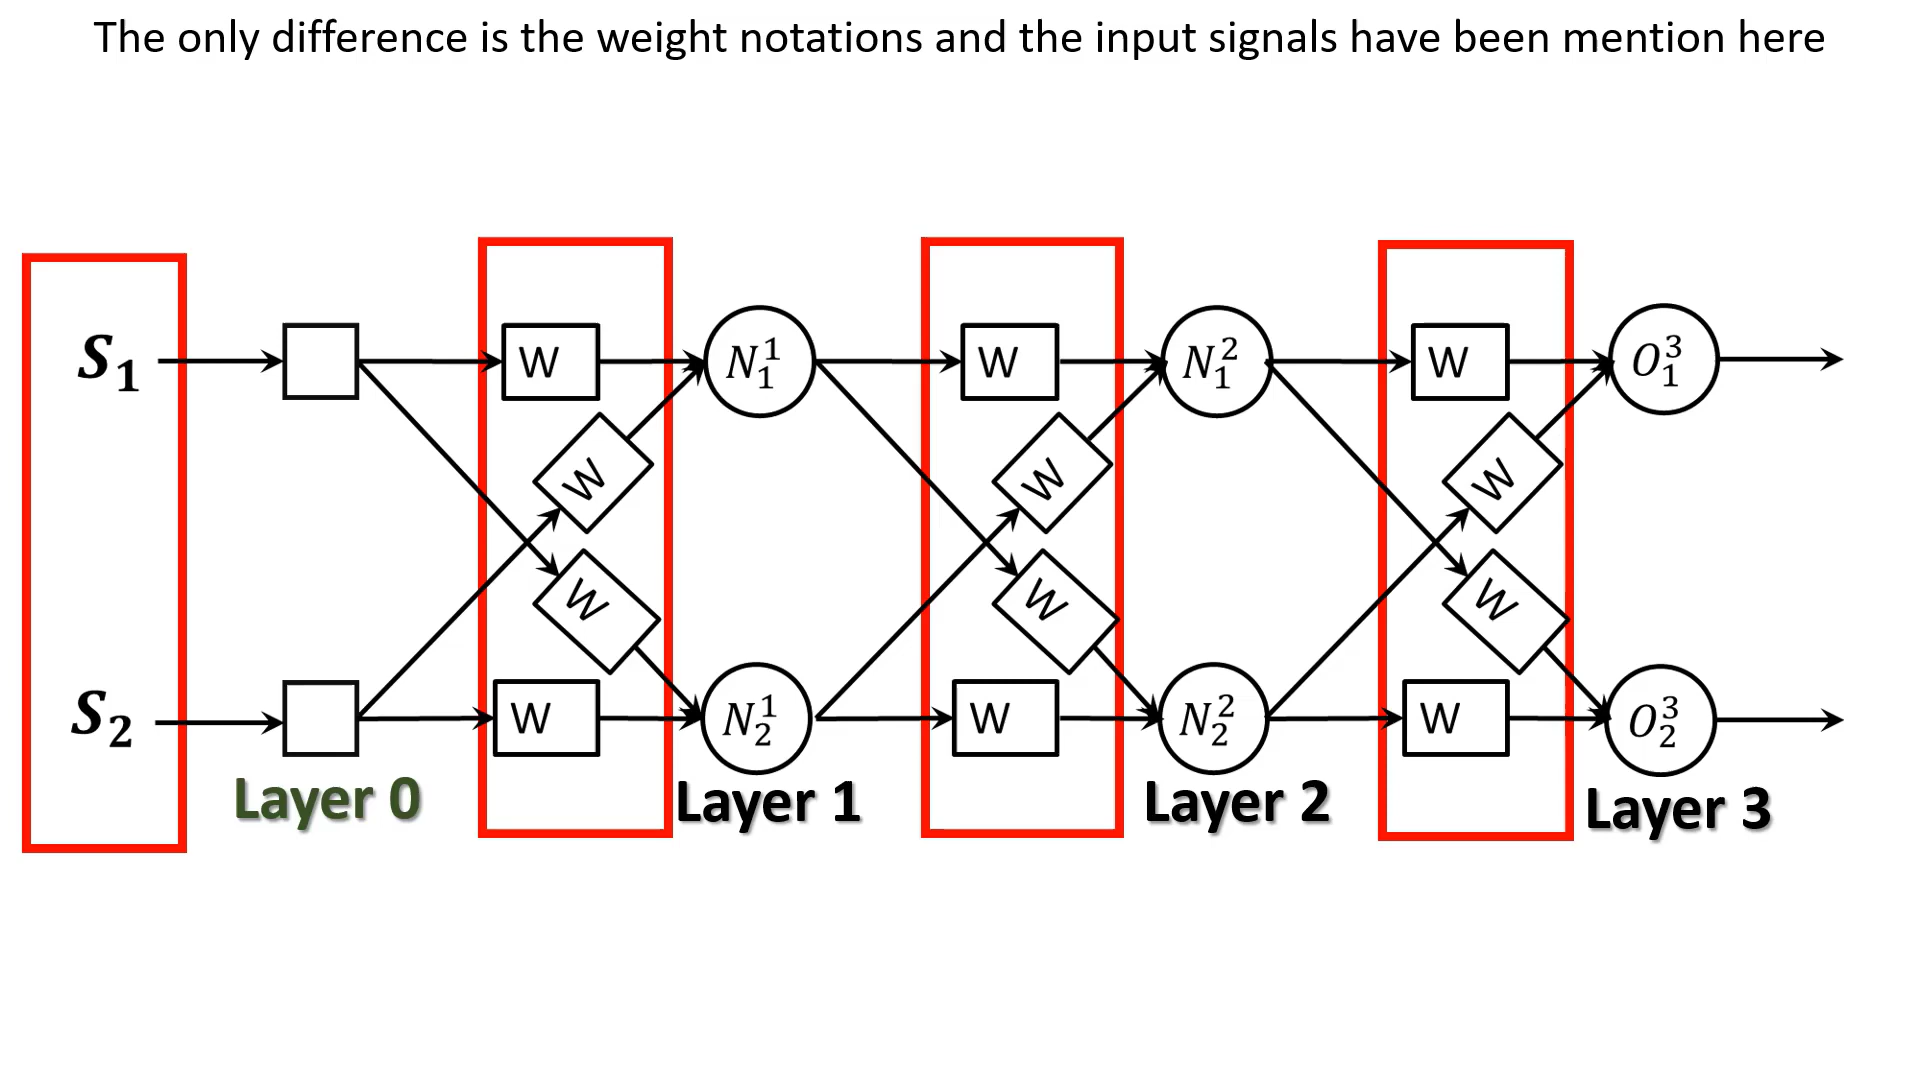 The only difference is the weight notations and the input signals have been mention here
S₁ W N₁¹ W N₁² W O₁³
W W W
W W W
S₂ W N₂¹ W N₂² W O₂³
Layer 0 Layer 1 Layer 2 Layer 3